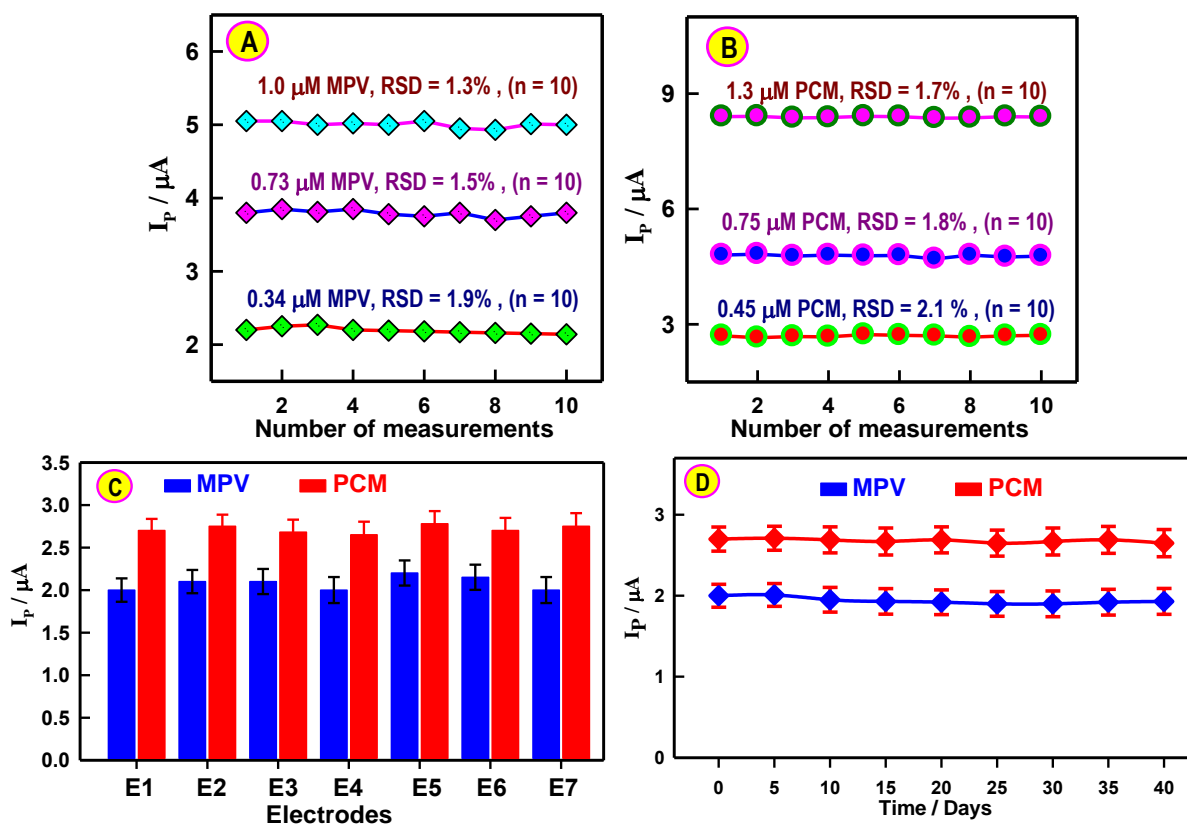 A
6
5
4
3
2
I_P / μA
1.0 μM MPV, RSD = 1.3% , (n = 10)
0.73 μM MPV, RSD = 1.5% , (n = 10)
0.34 μM MPV, RSD = 1.9% , (n = 10)
2 4 6 8 10
Number of measurements
B
9
6
3
I_P / μA
1.3 μM PCM, RSD = 1.7% , (n = 10)
0.75 μM PCM, RSD = 1.8% , (n = 10)
0.45 μM PCM, RSD = 2.1 % , (n = 10)
2 4 6 8 10
Number of measurements
C
MPV PCM
3.5
3.0
2.5
2.0
1.5
1.0
0.5
0.0
I_P / μA
E1 E2 E3 E4 E5 E6 E7
Electrodes
D
MPV PCM
3
2
1
0
I_P / μA
0 5 10 15 20 25 30 35 40
Time / Days